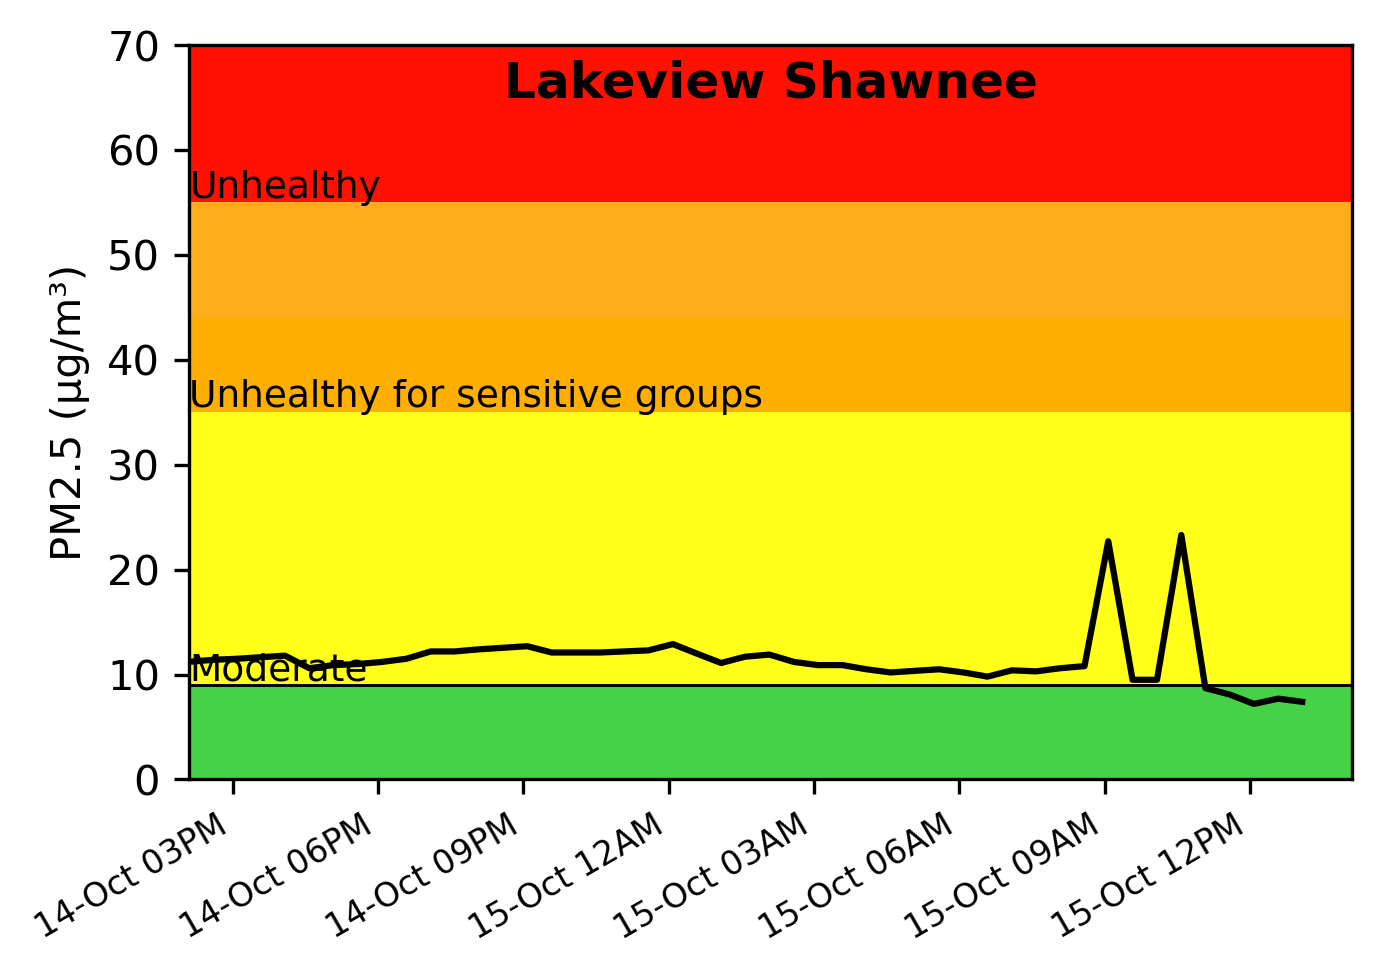 Lakeview Shawnee
70
60
50
40
30
20
10
0
PM2.5 (µg/m³)
Unhealthy
Unhealthy for sensitive groups
Moderate
14-Oct 03PM
14-Oct 06PM
14-Oct 09PM
15-Oct 12AM
15-Oct 03AM
15-Oct 06AM
15-Oct 09AM
15-Oct 12PM